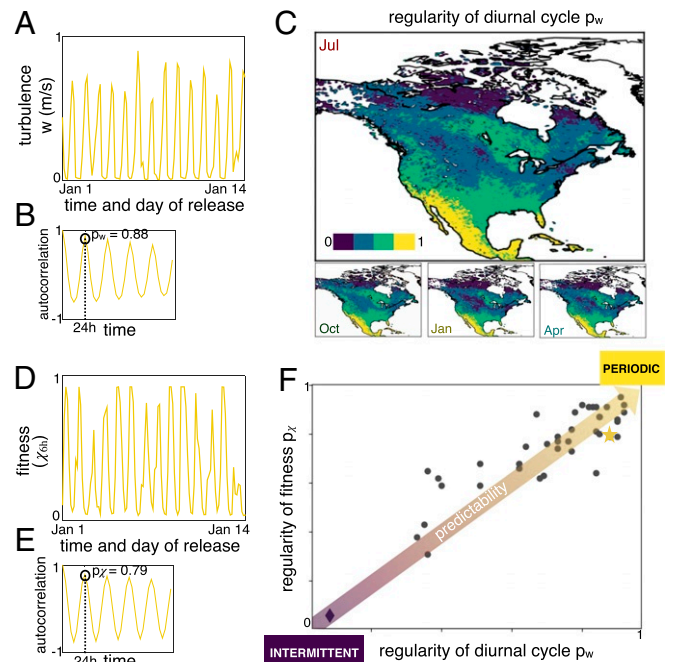 A
1
turbulence
w (m/s)
0
Jan 1
Jan 14
time and day of release
B
1
autocorrelation
-1
pw = 0.88
24h
time
C
regularity of diurnal cycle pw
Jul
0
1
Oct
Jan
Apr
D
1
fitness
(χ6h)
0
Jan 1
Jan 14
time and day of release
E
1
autocorrelation
-1
pχ = 0.79
24h
time
F
1
PERIODIC
regularity of fitness pχ
predictability
0
INTERMITTENT
regularity of diurnal cycle pw
1